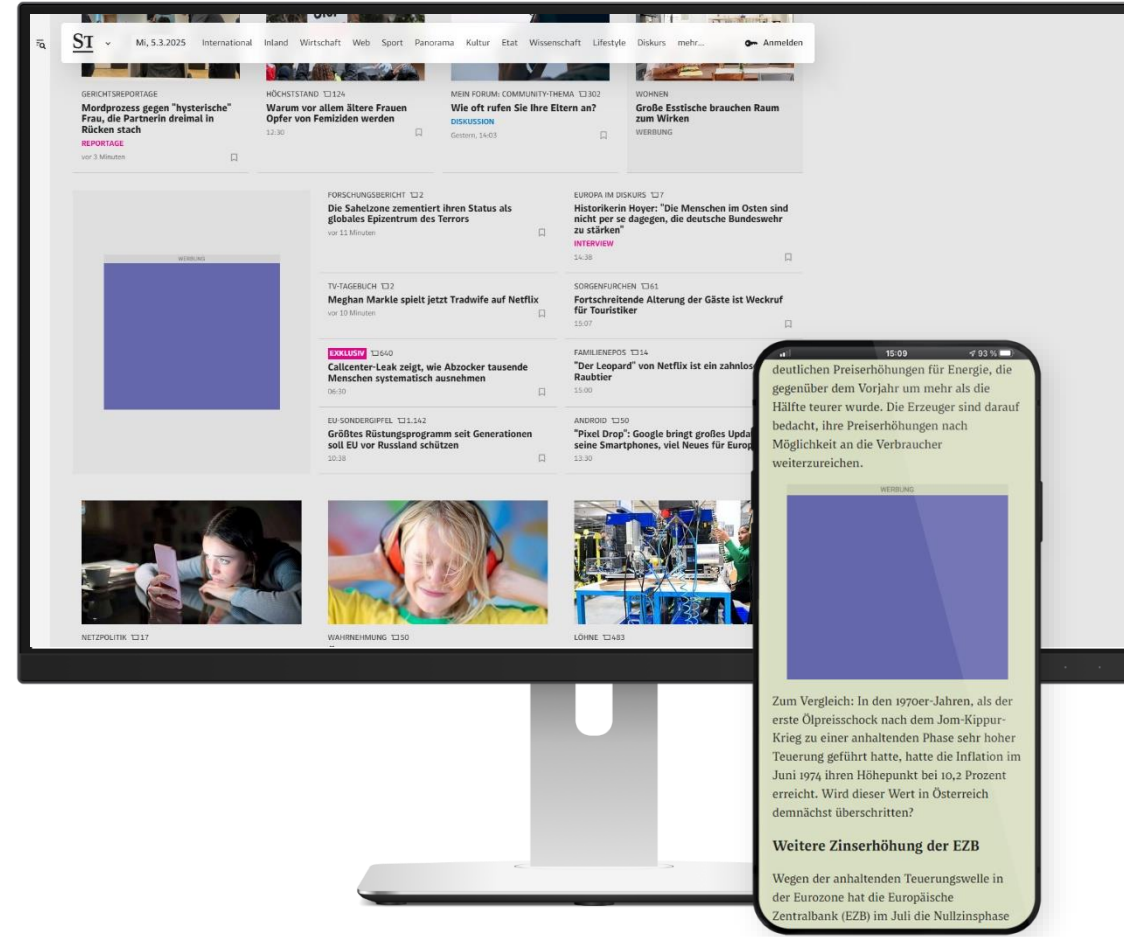 ST
Mi, 5.3.2025 International Inland Wirtschaft Web Sport Panorama Kultur Etat Wissenschaft Lifestyle Diskurs mehr... Anmelden
GERICHTSREPORTAGE
Mordprozess gegen "hysterische"
Frau, die Partnerin dreimal in
Rücken stach
REPORTAGE
vor 3 Minuten
HÖCHSTSTAND 124
Warum vor allem ältere Frauen
Opfer von Femiziden werden
12:30
MEIN FORUM: COMMUNITY-THEMA 302
Wie oft rufen Sie Ihre Eltern an?
DISKUSSION
Gestern, 14:03
WOHNEN
Große Esstische brauchen Raum
zum Wirken
WERBUNG
WERBUNG
FORSCHUNGSBERICHT 2
Die Sahelzone zementiert ihren Status als
globales Epizentrum des Terrors
vor 11 Minuten
EUROPA IM DISKURS 7
Historikerin Hoyer: "Die Menschen im Osten sind
nicht per se dagegen, die deutsche Bundeswehr
zu stärken"
INTERVIEW
14:38
TV-TAGEBUCH 2
Meghan Markle spielt jetzt Tradwife auf Netflix
vor 10 Minuten
SORGENFURCHEN 61
Fortschreitende Alterung der Gäste ist Weckruf
für Touristiker
15:07
EXKLUSIV 640
Callcenter-Leak zeigt, wie Abzocker tausende
Menschen systematisch ausnehmen
06:30
FAMILIENEPOS 14
"Der Leopard" von Netflix ist ein zahnlos
Raubtier
15:00
EU-SONDERGIPFEL 1.142
Größtes Rüstungsprogramm seit Generationen
soll EU vor Russland schützen
10:38
ANDROID 50
"Pixel Drop": Google bringt großes Upda
seine Smartphones, viel Neues für Europ
13:30
NETZPOLITIK 17
WAHRNEHMUNG 50
LÖHNE 483
15:09 93 %
deutlichen Preiserhöhungen für Energie, die
gegenüber dem Vorjahr um mehr als die
Hälfte teurer wurde. Die Erzeuger sind darauf
bedacht, ihre Preiserhöhungen nach
Möglichkeit an die Verbraucher
weiterzureichen.
WERBUNG
Zum Vergleich: In den 1970er-Jahren, als der
erste Ölpreisschock nach dem Jom-Kippur-
Krieg zu einer anhaltenden Phase sehr hoher
Teuerung geführt hatte, hatte die Inflation im
Juni 1974 ihren Höhepunkt bei 10,2 Prozent
erreicht. Wird dieser Wert in Österreich
demnächst überschritten?
Weitere Zinserhöhung der EZB
Wegen der anhaltenden Teuerungswelle in
der Eurozone hat die Europäische
Zentralbank (EZB) im Juli die Nullzinsphase